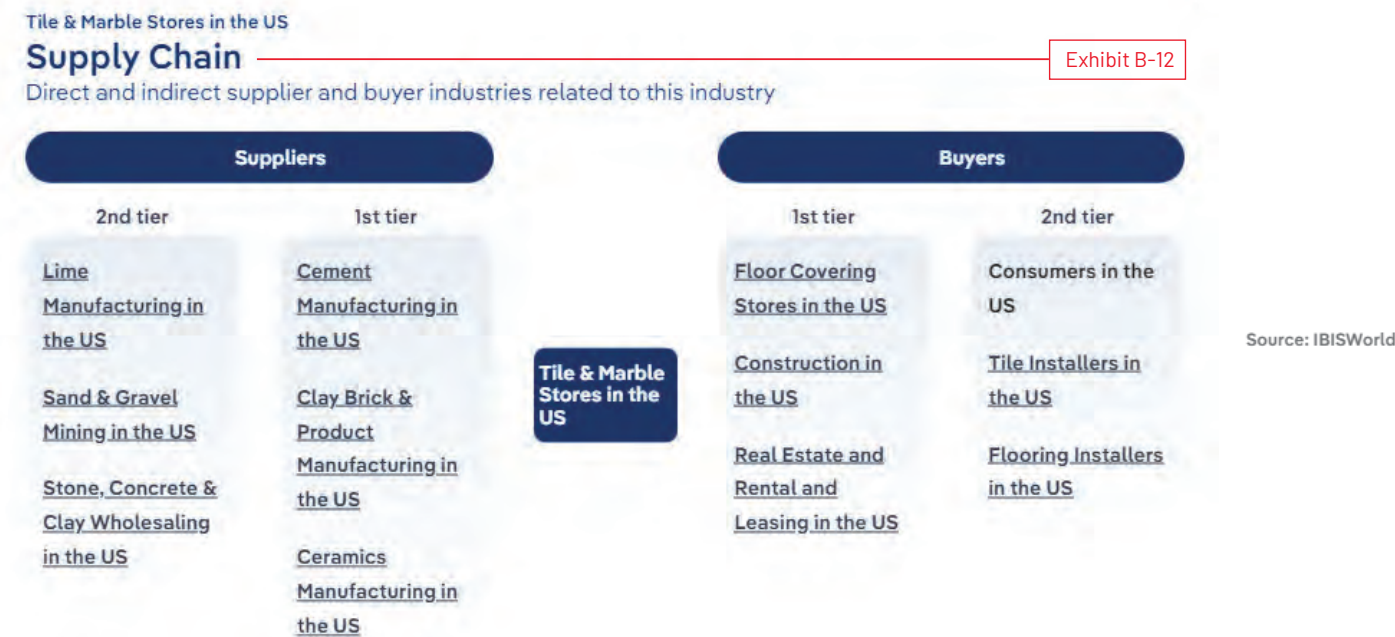 Tile & Marble Stores in the US
Supply Chain
Exhibit B-12
Direct and indirect supplier and buyer industries related to this industry
Suppliers
2nd tier
1st tier
Lime
Manufacturing in
the US
Sand & Gravel
Mining in the US
Stone, Concrete &
Clay Wholesaling
in the US
Cement
Manufacturing in
the US
Clay Brick &
Product
Manufacturing in
the US
Ceramics
Manufacturing in
the US
Tile & Marble
Stores in the
US
Buyers
1st tier
2nd tier
Floor Covering
Stores in the US
Construction in
the US
Real Estate and
Rental and
Leasing in the US
Consumers in the
US
Tile Installers in
the US
Flooring Installers
in the US
Source: IBISWorld